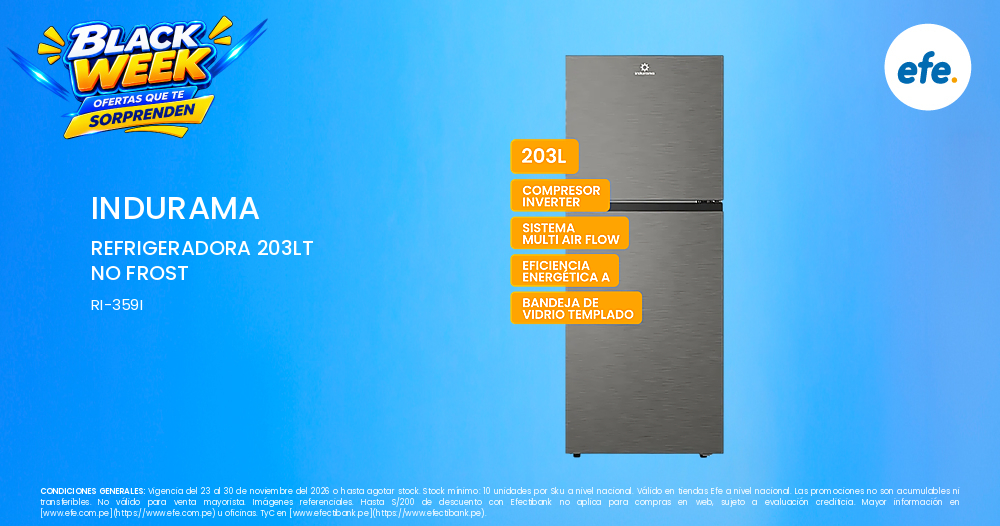 BLACK
WEEK
OFERTAS QUE TE
SORPRENDEN
efe.
indurama
203L
COMPRESOR
INVERTER
SISTEMA
MULTI AIR FLOW
EFICIENCIA
ENERGÉTICA A
BANDEJA DE
VIDRIO TEMPLADO
INDURAMA
REFRIGERADORA 203LT
NO FROST
RI-359I
CONDICIONES GENERALES: Vigencia del 23 al 30 de noviembre del 2026 o hasta agotar stock. Stock mínimo: 10 unidades por Sku a nivel nacional. Válido en tiendas Efe a nivel nacional. Las promociones no son acumulables ni
transferibles. No válido para venta mayorista. Imágenes referenciales. Hasta S/200 de descuento con Efectibank no aplica para compras en web, sujeto a evaluación crediticia. Mayor información en
[www.efe.com.pe](https://www.efe.com.pe) u oficinas. TyC en [www.efectibank.pe](https://www.efectibank.pe).